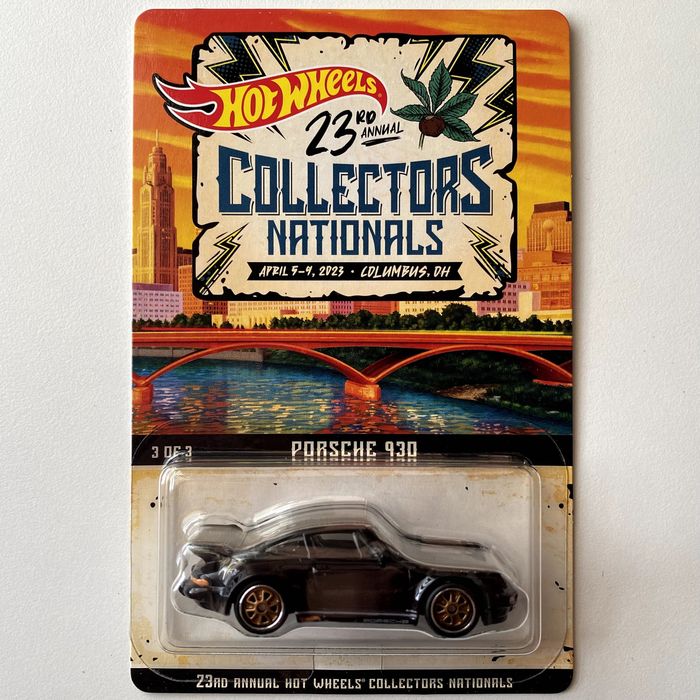 HOT WHEELS®
23RD ANNUAL
COLLECTORS
NATIONALS
APRIL 5-9, 2023 • COLUMBUS, OH
3 OF 3
PORSCHE 930
PORSCHE
23RD ANNUAL HOT WHEELS® COLLECTORS NATIONALS